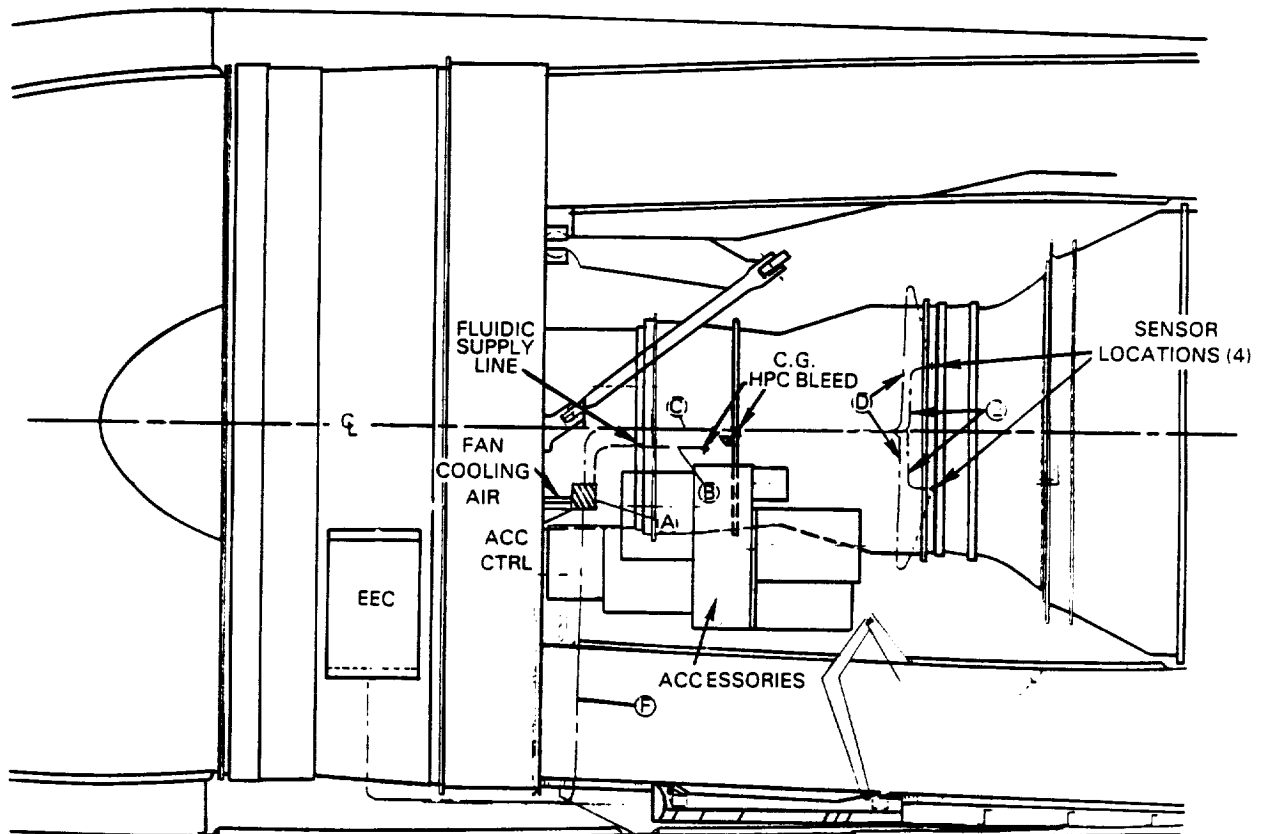 FLUIDIC
SUPPLY
LINE
C.G.
HPC BLEED
SENSOR
LOCATIONS (4)
C
D
℄
FAN
COOLING
AIR
B
A
ACC
CTRL
EEC
ACCESSORIES
F